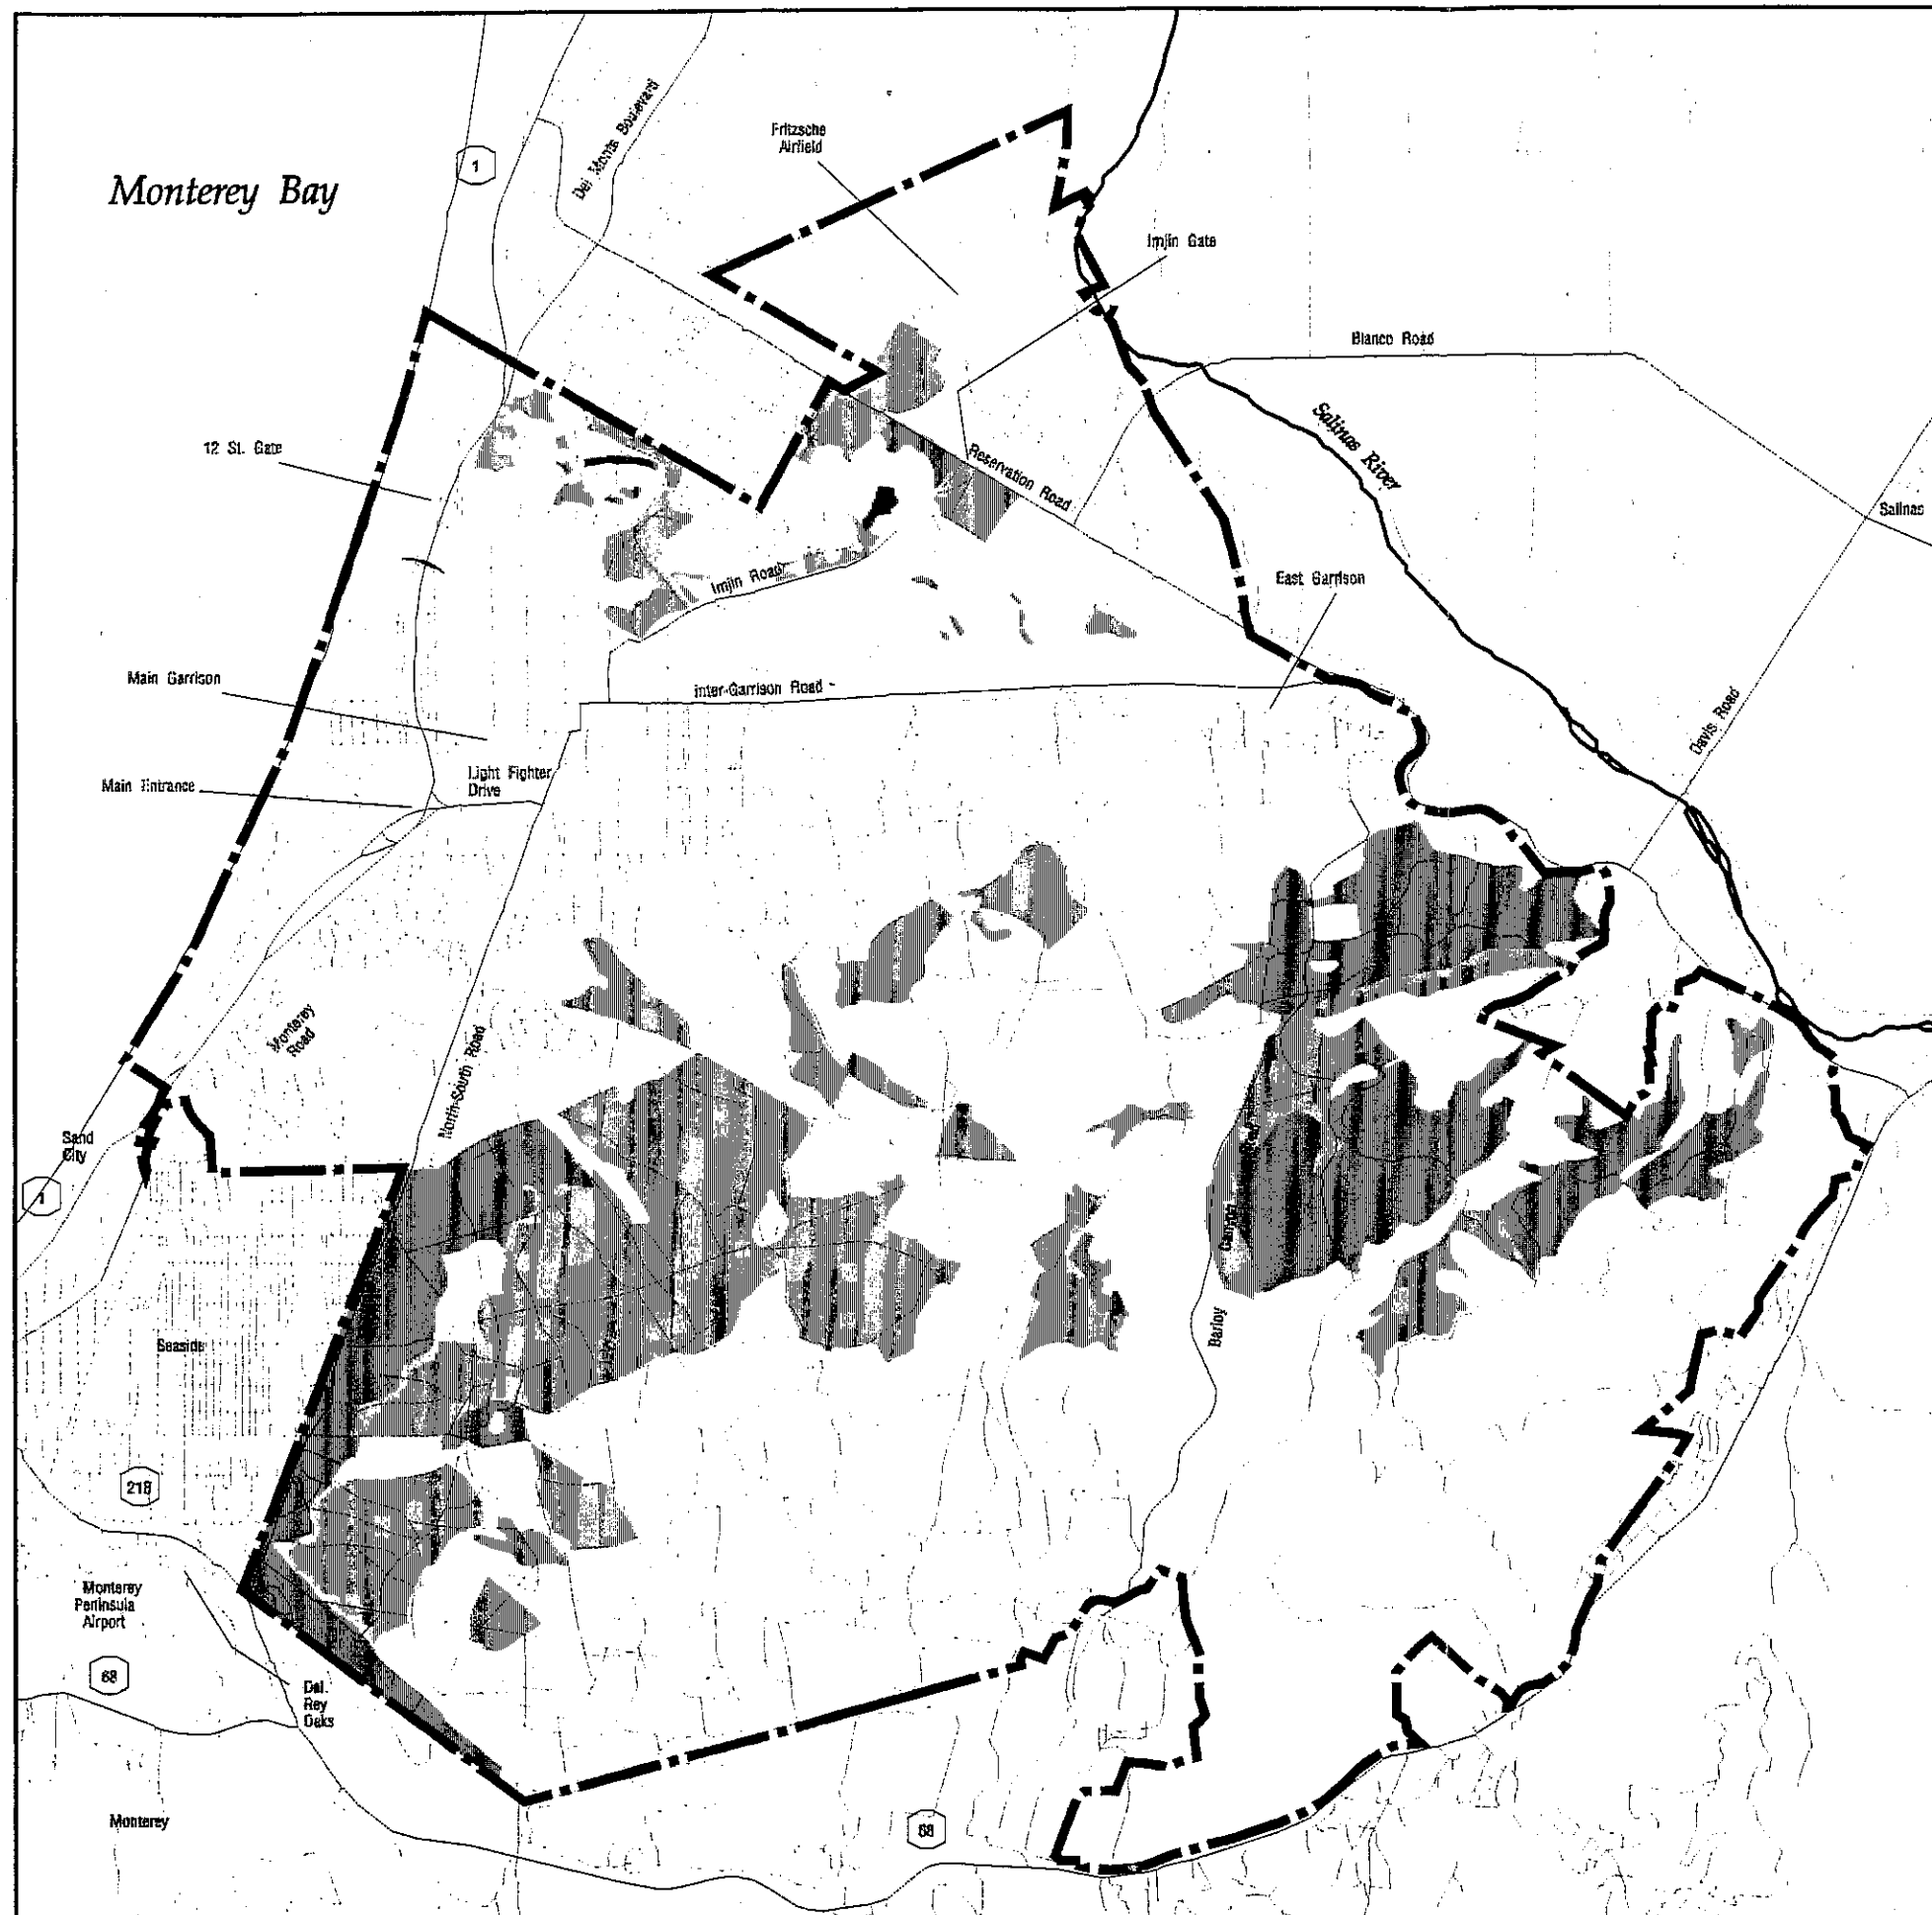 Monterey Bay
1
Del Monte Boulevard
Fritzsche
Airfield
Imjin Gate
Blanco Road
12 St. Gate
Salinas River
Reservation Road
Salinas
Imjin Road
East Garrison
Main Garrison
Inter-Garrison Road
Davis Road
Main Entrance
Light Fighter
Drive
Monterey
Road
North-South Road
Sand
City
1
Barloy
Canyon
Road
Seaside
218
Monterey
Peninsula
Airport
68
Del
Rey
Oaks
Monterey
68